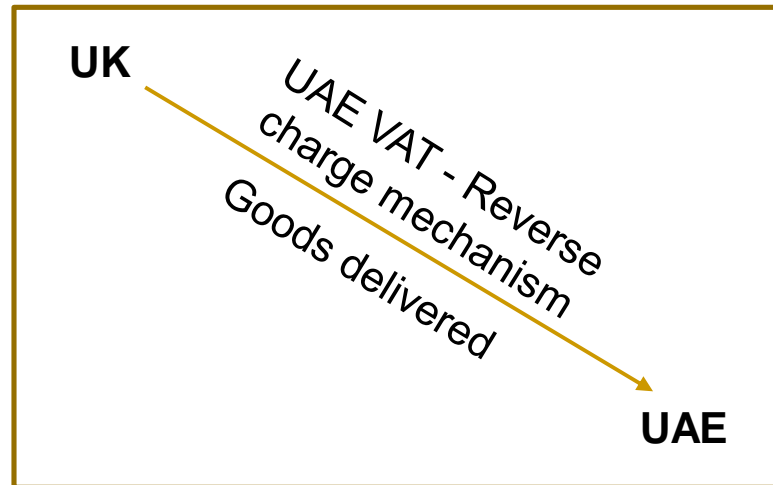 UK
UAE VAT - Reverse
charge mechanism
Goods delivered
UAE